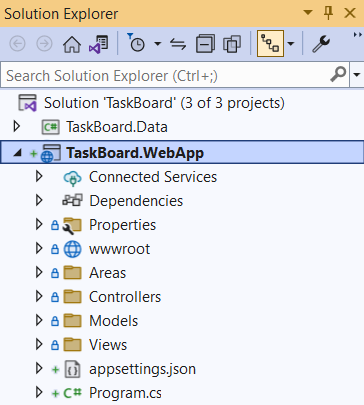 Solution Explorer
Search Solution Explorer (Ctrl+;)
Solution 'TaskBoard' (3 of 3 projects)
C# TaskBoard.Data
TaskBoard.WebApp
Connected Services
Dependencies
Properties
wwwroot
Areas
Controllers
Models
Views
appsettings.json
C# Program.cs